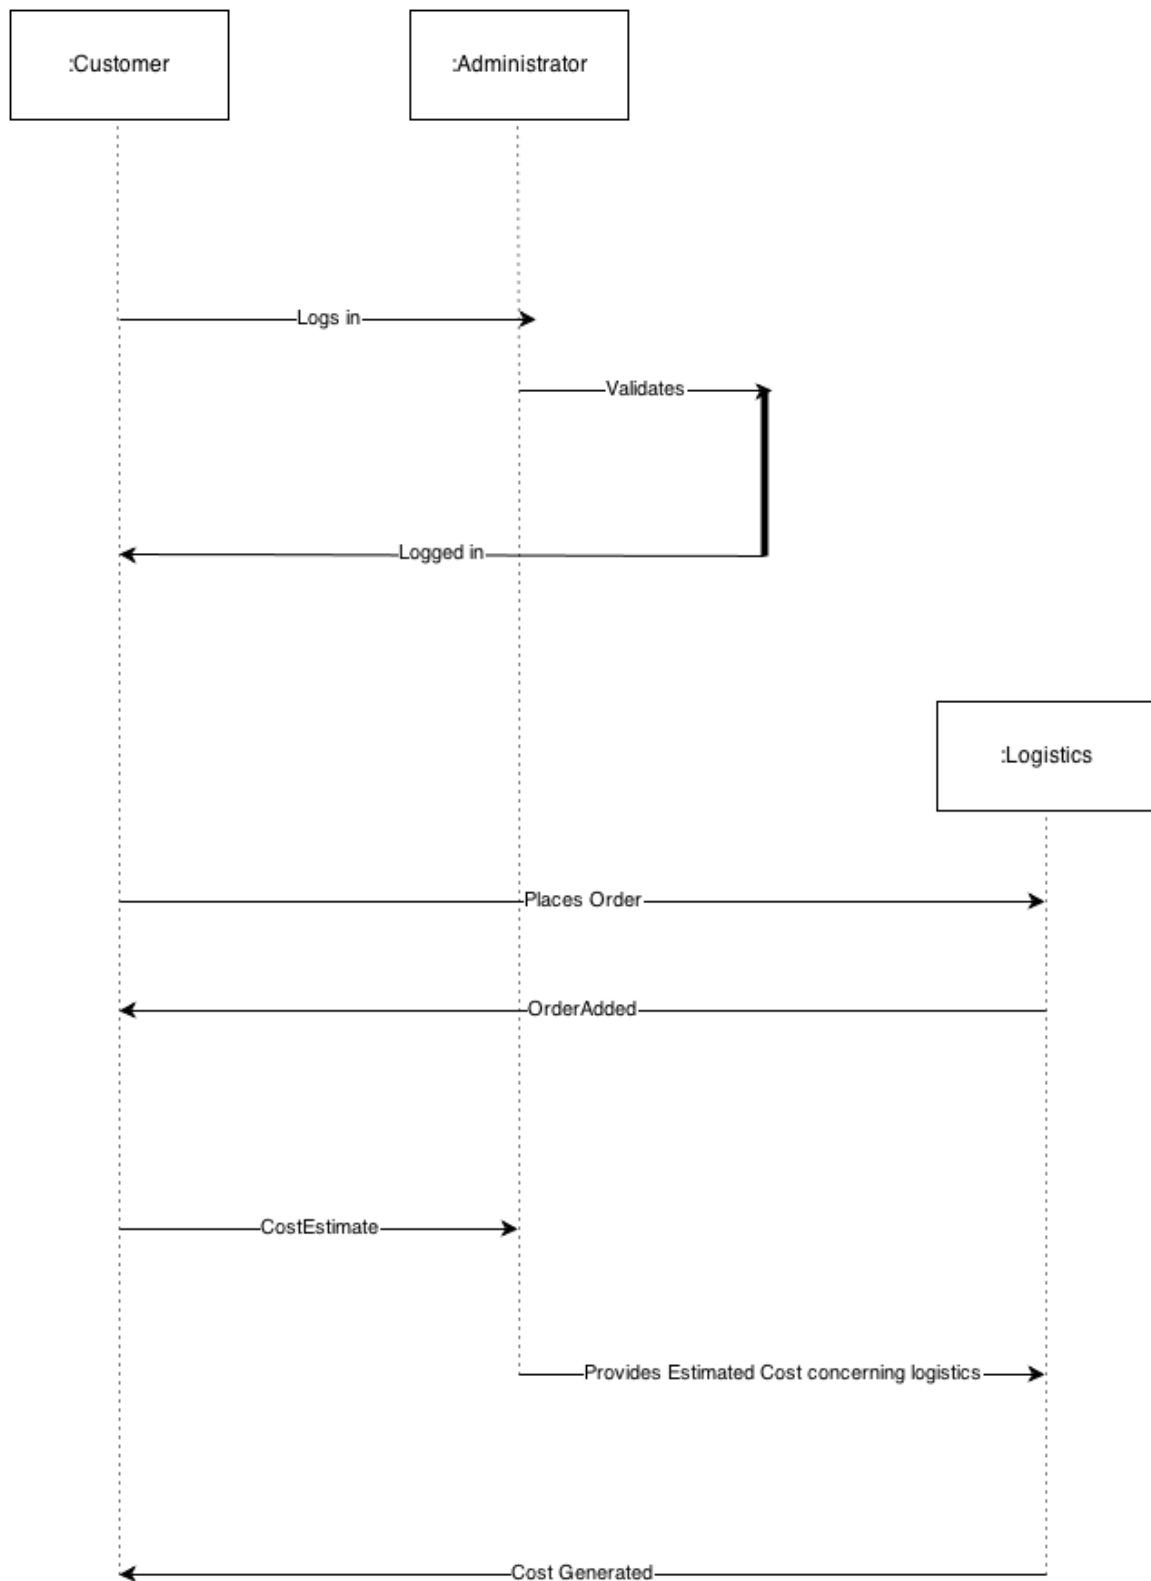 :Customer
:Administrator
Logs in
Validates
Logged in
:Logistics
Places Order
OrderAdded
CostEstimate
Provides Estimated Cost concerning logistics
Cost Generated